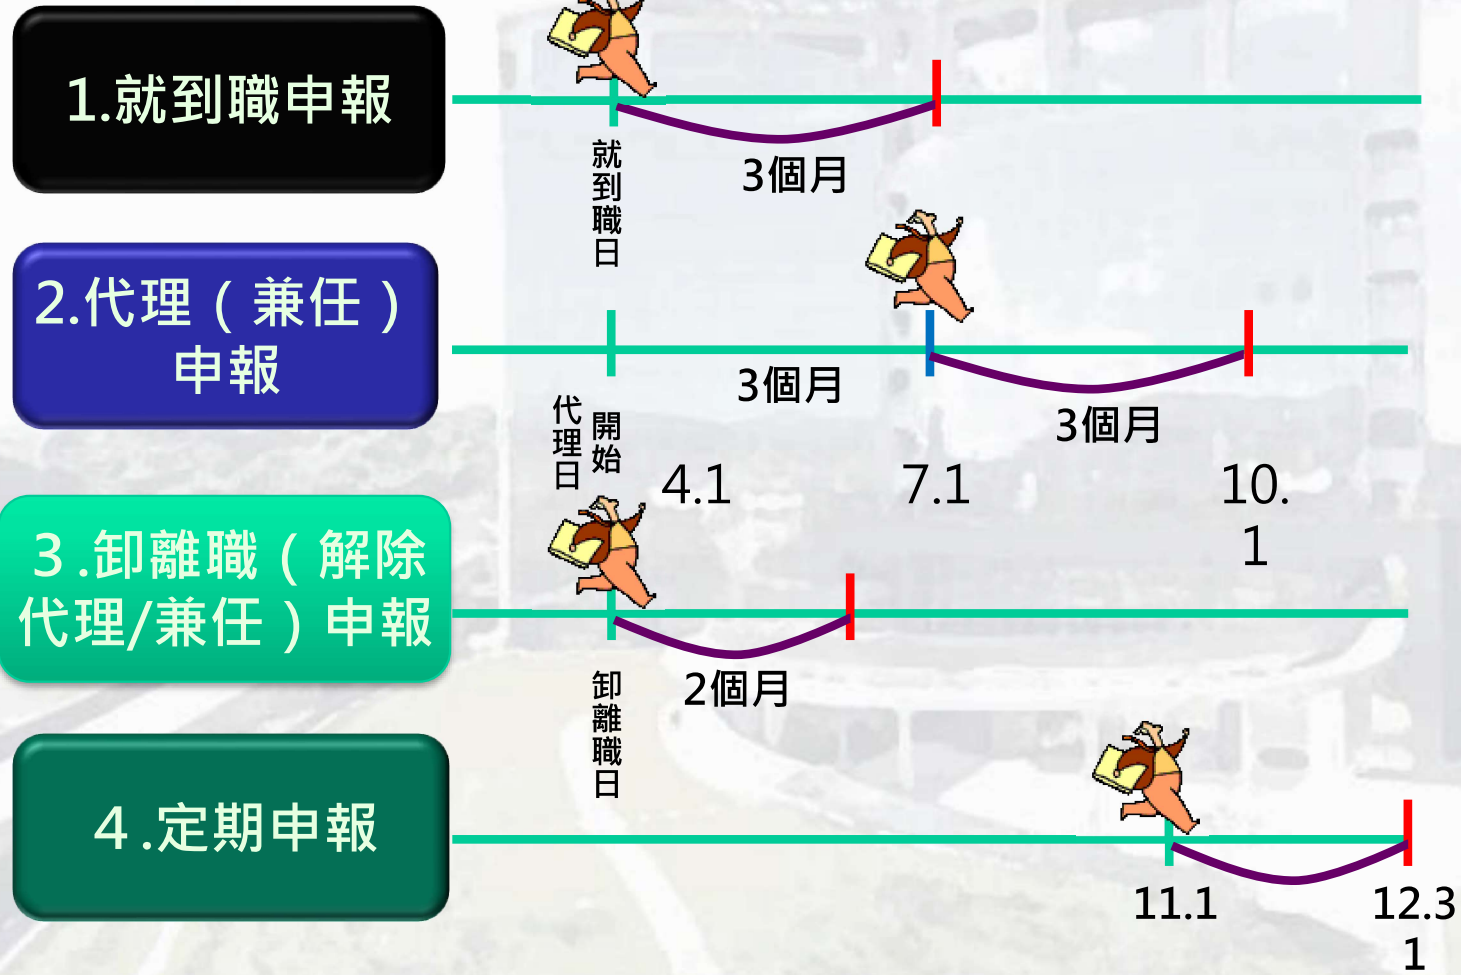 1.就到職申報
就到職日
3個月
2.代理（兼任）
申報
3個月
3個月
開始
代理日
4.1
7.1
10.
1
3.卸離職（解除
代理/兼任）申報
卸離職日
2個月
4.定期申報
11.1
12.3
1